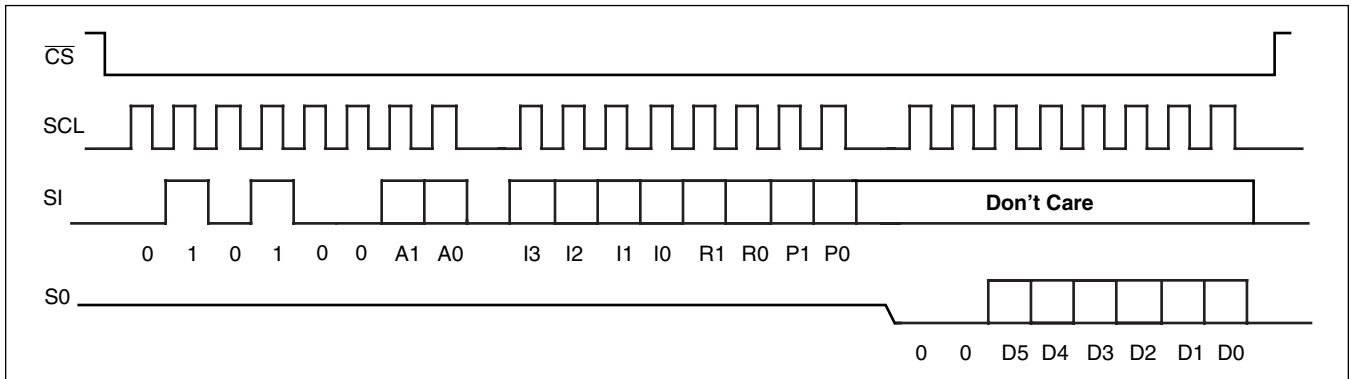 CS
SCL
SI
Don't Care
0 1 0 1 0 0 A1 A0 I3 I2 I1 I0 R1 R0 P1 P0
S0
0 0 D5 D4 D3 D2 D1 D0